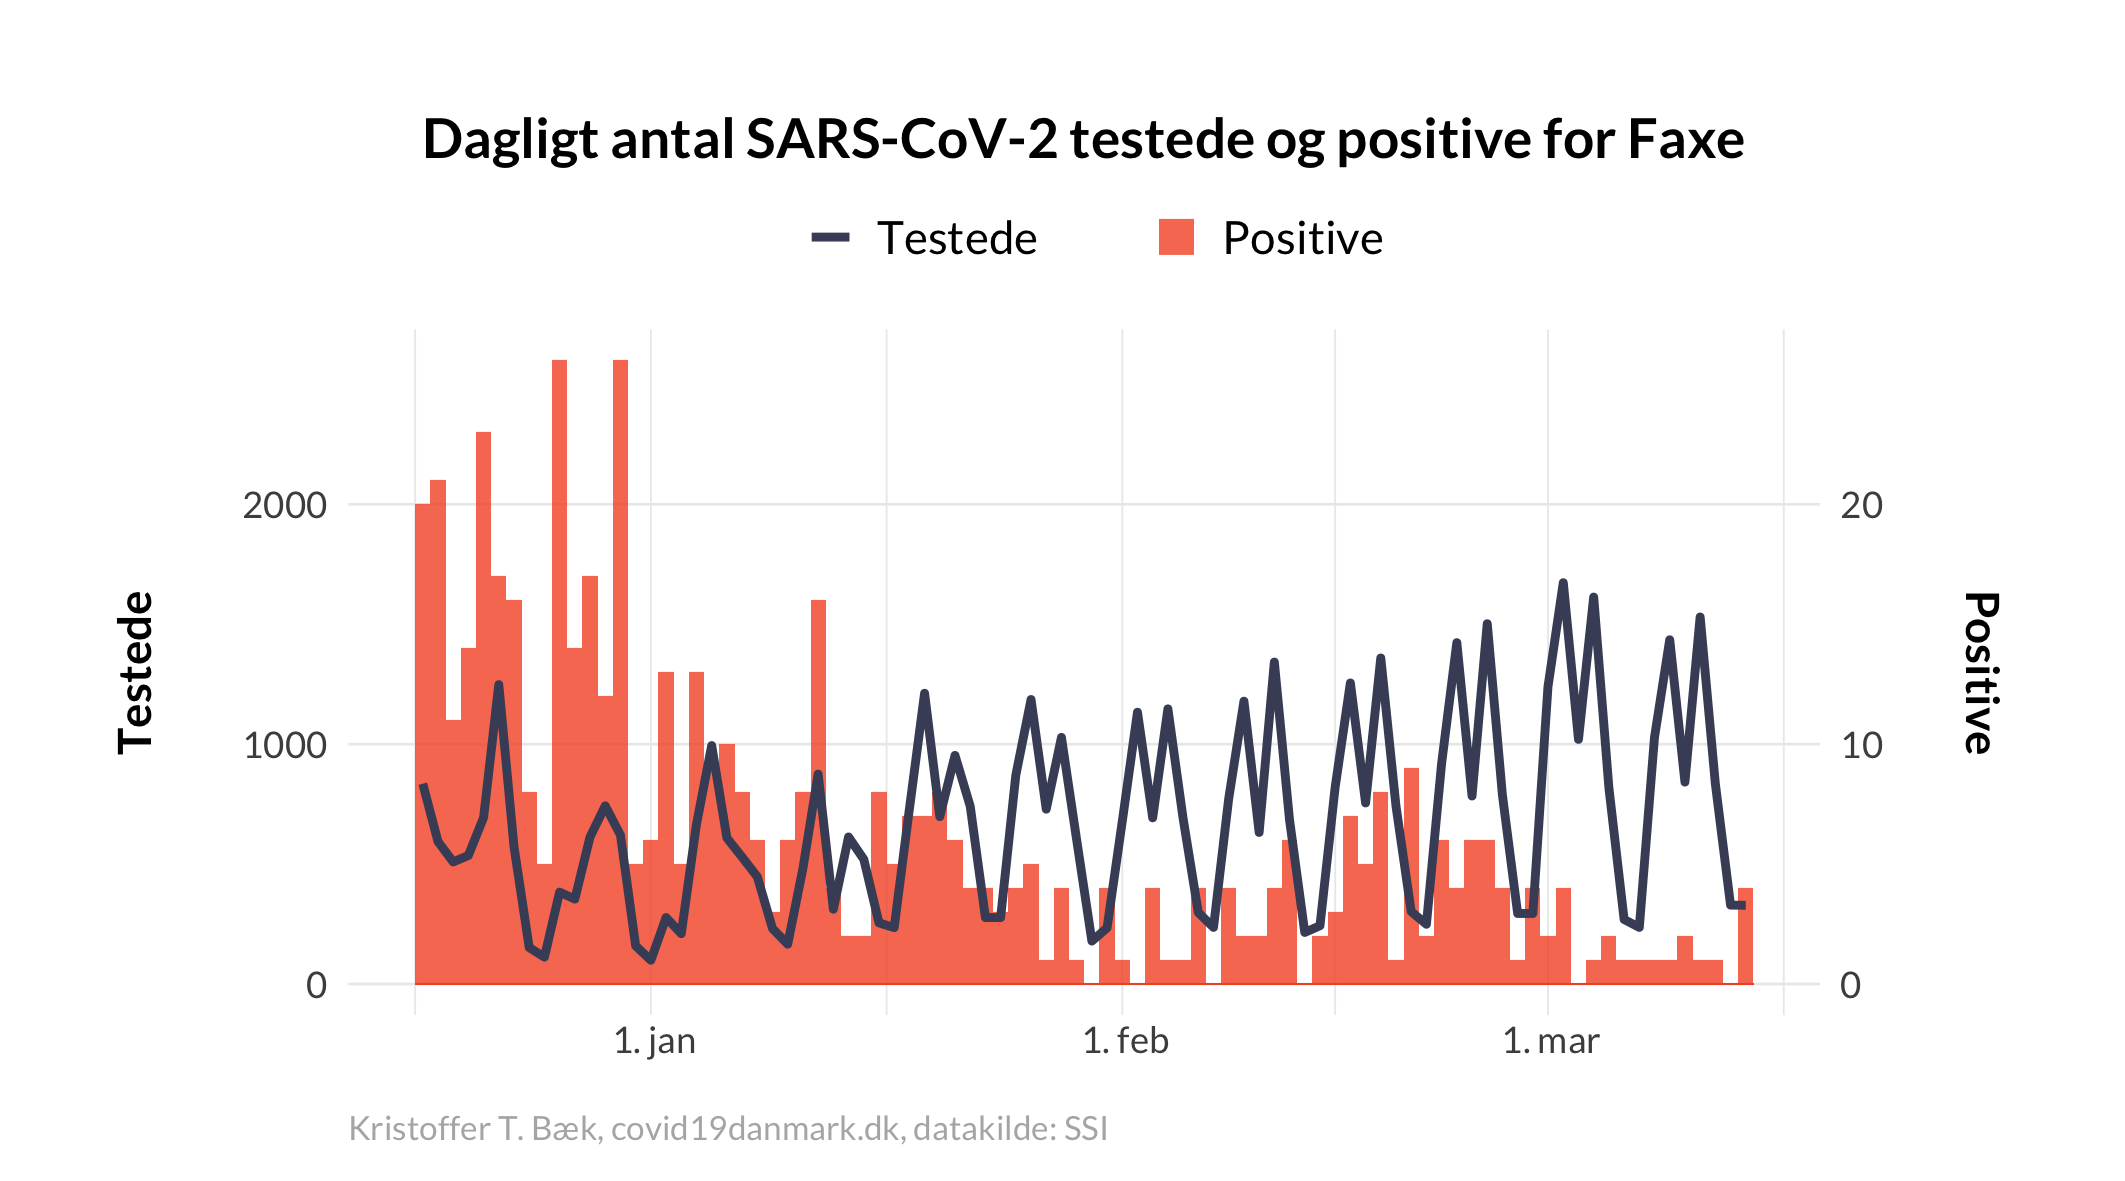 Dagligt antal SARS-CoV-2 testede og positive for Faxe
Testede
Positive
Testede
2000
1000
0
20
10
0
Positive
1. jan
1. feb
1. mar
Kristoffer T. Bæk, covid19danmark.dk, datakilde: SSI